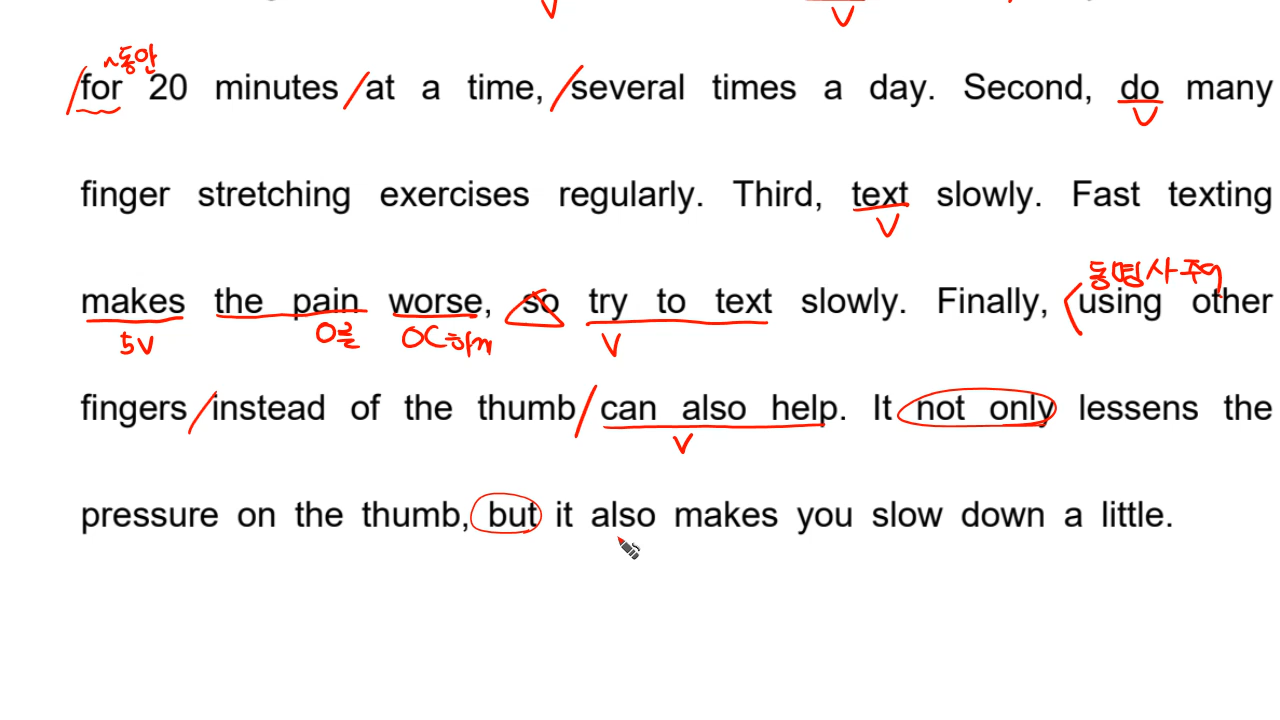 ~동안
for 20 minutes at a time, several times a day. Second, do many
V
finger stretching exercises regularly. Third, text slowly. Fast texting
V
동명사 주어
makes the pain worse, so try to text slowly. Finally, using other
5V O를 OC하게 V
fingers instead of the thumb can also help. It not only lessens the
V
pressure on the thumb, but it also makes you slow down a little.